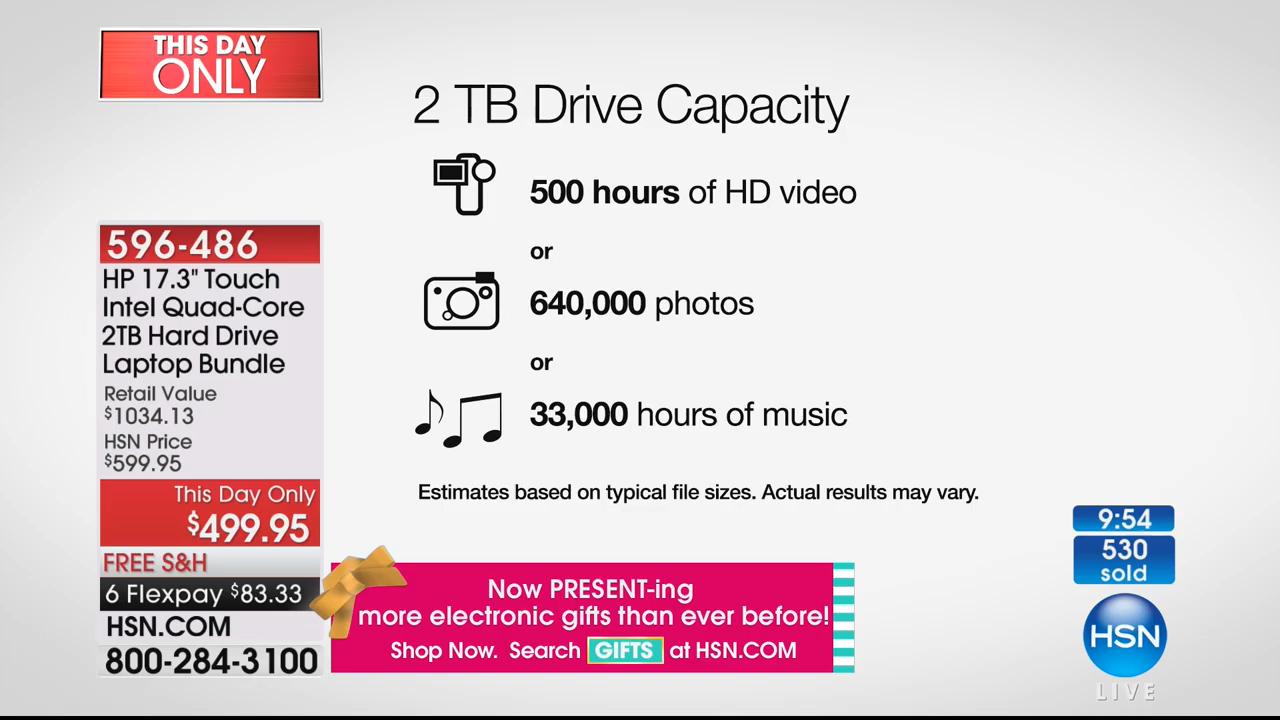 THIS DAY
ONLY
2 TB Drive Capacity
500 hours of HD video
or
640,000 photos
or
33,000 hours of music
Estimates based on typical file sizes. Actual results may vary.
596-486
HP 17.3" Touch
Intel Quad-Core
2TB Hard Drive
Laptop Bundle
Retail Value
$1034.13
HSN Price
$599.95
This Day Only
$499.95
FREE S&H
6 Flexpay $83.33
HSN.COM
800-284-3100
Now PRESENT-ing
more electronic gifts than ever before!
Shop Now. Search GIFTS at HSN.COM
9:54
530
sold
HSN
LIVE